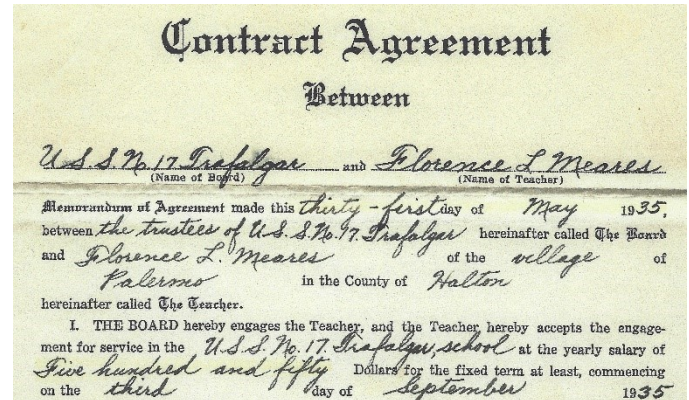 Contract Agreement
Between
U.S.S. No. 17 Trafalgar and Florence L. Meares
(Name of Board) (Name of Teacher)
Memorandum of Agreement made this thirty-first day of May 1935,
between the trustees of U.S.S. No. 17. Trafalgar hereinafter called The Board
and Florence L. Meares of the village of
Palermo in the County of Halton
hereinafter called The Teacher.
I. THE BOARD hereby engages the Teacher, and the Teacher, hereby accepts the engage-
ment for service in the U.S.S. No. 17. Trafalgar, school at the yearly salary of
Five hundred and fifty Dollars for the fixed term at least, commencing
on the third day of September 1935